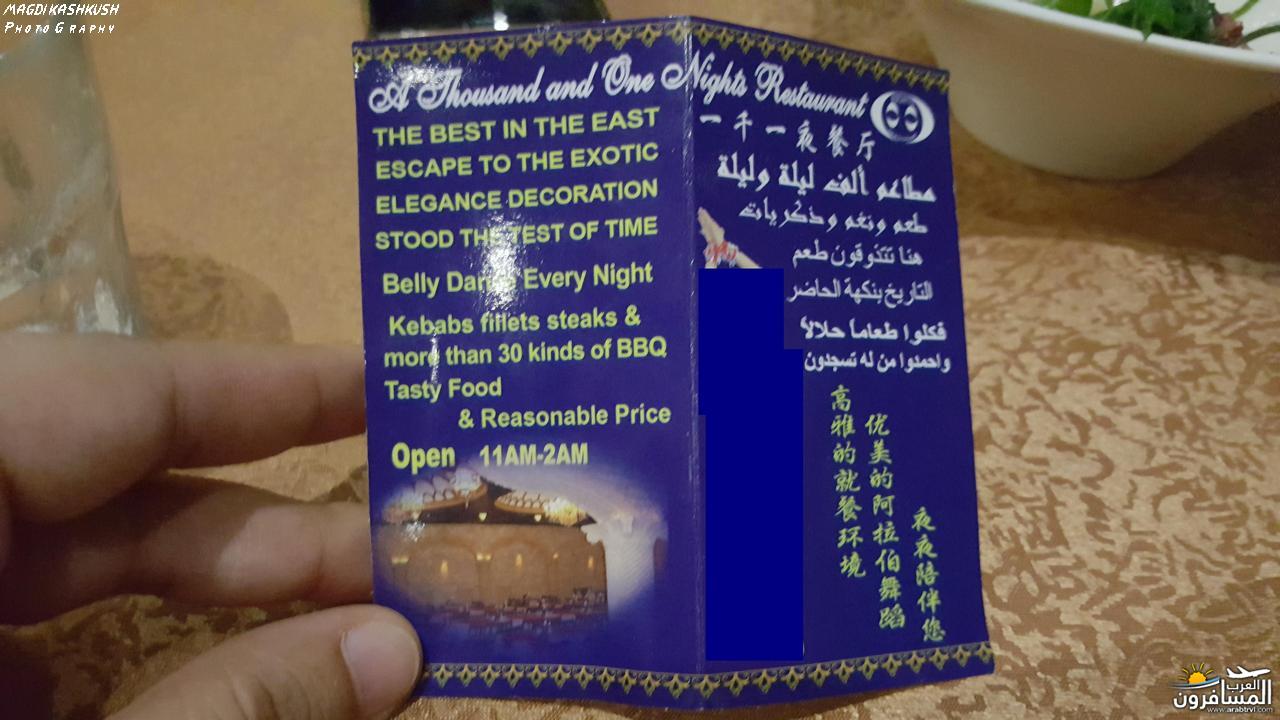 MAGDI KASHKUSH
PHOTOGRAPHY
A Thousand and One Nights Restaurant
THE BEST IN THE EAST
ESCAPE TO THE EXOTIC
ELEGANCE DECORATION
STOOD THE TEST OF TIME
Belly Dance Every Night
Kebabs fillets steaks &
more than 30 kinds of BBQ
Tasty Food
& Reasonable Price
Open 11AM-2AM
一千一夜餐厅
مطاعم ألف ليلة وليلة
طعم ونغم وذكريات
هنا تتذوقون طعم
التاريخ بنكهة الحاضر
فكلوا طعاماً حلالاً
واحمدوا من له تسجدون
高雅的就餐环境
优美的阿拉伯舞蹈
夜夜陪伴您
العرب
المسافرون
www.arabtrvl.com